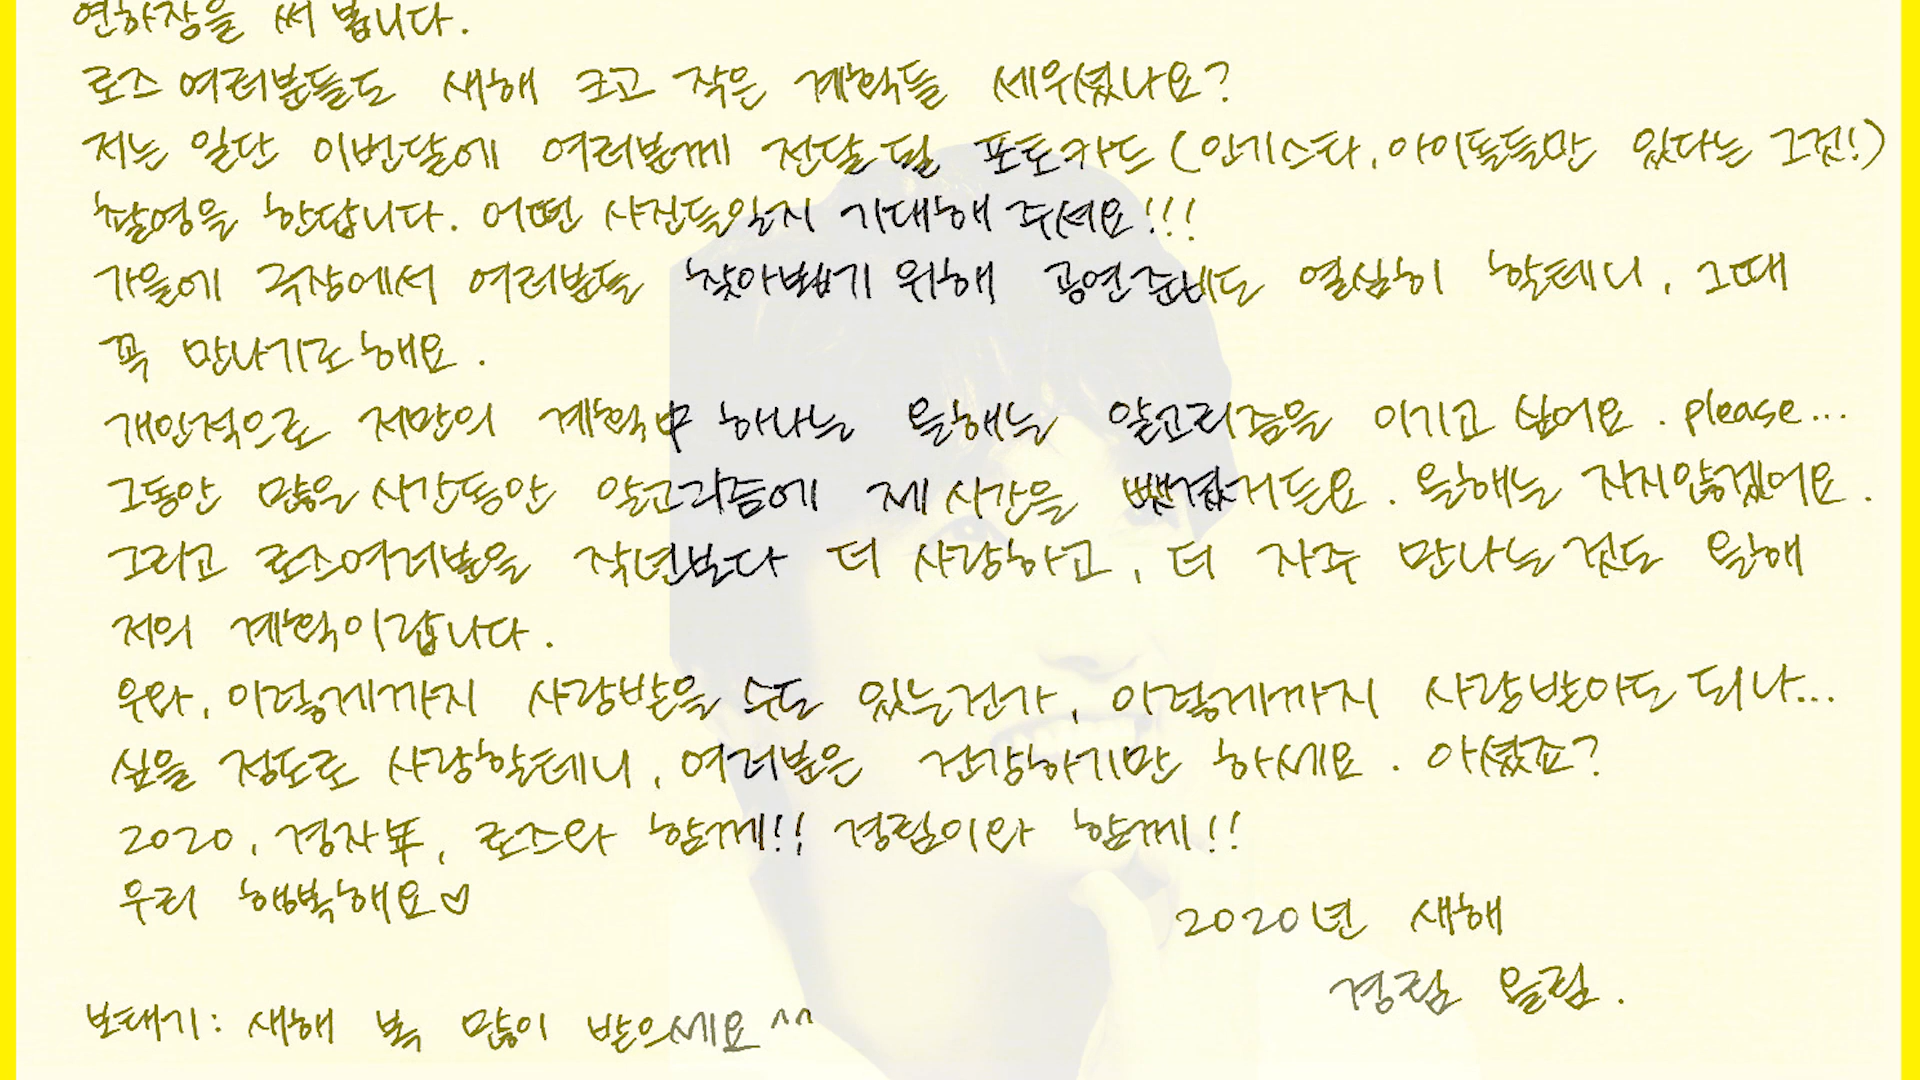 연하장을 써 봅니다.
로즈 여러분들도 새해 크고 작은 계획들 세우셨나요?
저는 일단 이번달에 여러분께 전달될 포토카드 (인기스타, 아이돌들만 있다는 그것!)
촬영을 한답니다. 어떤 사진들일지 기대해 주셔요!!!
가을에 극장에서 여러분들 찾아뵙기 위해 공연준비도 열심히 할테니, 그때
꼭 만나기로해요.
개인적으로 저만의 계획中 하나는 올해는 알고리즘을 이기고 싶어요. please...
그동안 많은 시간동안 알고리즘에 제 시간을 뺏겼거든요. 올해는 지지않겠어요.
그리고 로즈여러분을 작년보다 더 사랑하고, 더 자주 만나는것도 올해
저의 계획이랍니다.
우와, 이렇게까지 사랑받을 수도 있는건가, 이렇게까지 사랑받아도 되나...
싶을 정도로 사랑할테니, 여러분은 건강하기만 하세요. 아셨죠?
2020, 경자年, 로즈와 함께!! 경림이와 함께!!
우리 행복해요♡
2020년 새해
경림 올림.
보태기: 새해 복 많이 받으세요^^